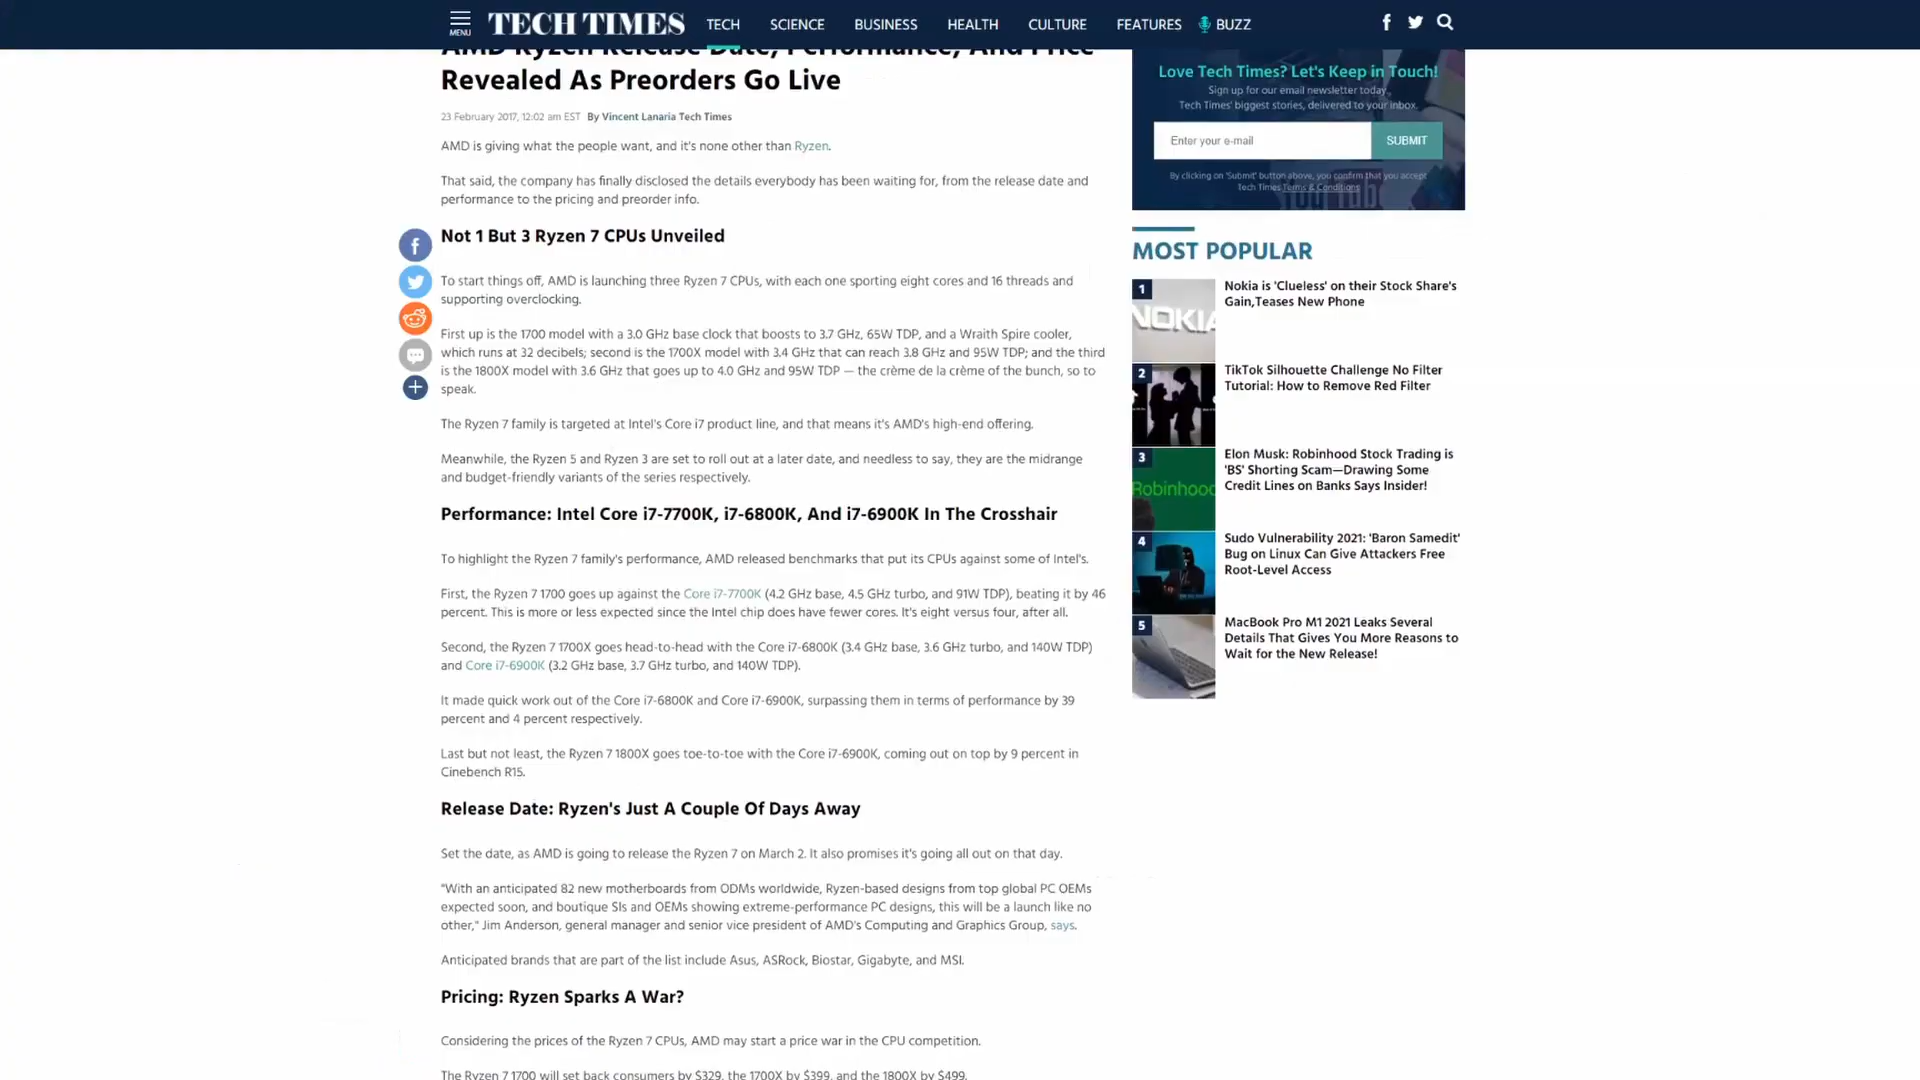 MENU
TECH TIMES
TECH
SCIENCE
BUSINESS
HEALTH
CULTURE
FEATURES
BUZZ
AMD Ryzen Release Date, Performance, And Price
Revealed As Preorders Go Live
23 February 2017, 12:02 am EST By Vincent Lanaria Tech Times
AMD is giving what the people want, and it's none other than Ryzen.
That said, the company has finally disclosed the details everybody has been waiting for, from the release date and
performance to the pricing and preorder info.
Not 1 But 3 Ryzen 7 CPUs Unveiled
To start things off, AMD is launching three Ryzen 7 CPUs, with each one sporting eight cores and 16 threads and
supporting overclocking.
First up is the 1700 model with a 3.0 GHz base clock that boosts to 3.7 GHz, 65W TDP, and a Wraith Spire cooler,
which runs at 32 decibels; second is the 1700X model with 3.4 GHz that can reach 3.8 GHz and 95W TDP; and the third
is the 1800X model with 3.6 GHz that goes up to 4.0 GHz and 95W TDP — the crème de la crème of the bunch, so to
speak.
The Ryzen 7 family is targeted at Intel's Core i7 product line, and that means it's AMD's high-end offering.
Meanwhile, the Ryzen 5 and Ryzen 3 are set to roll out at a later date, and needless to say, they are the midrange
and budget-friendly variants of the series respectively.
Performance: Intel Core i7-7700K, i7-6800K, And i7-6900K In The Crosshair
To highlight the Ryzen 7 family's performance, AMD released benchmarks that put its CPUs against some of Intel's.
First, the Ryzen 7 1700 goes up against the Core i7-7700K (4.2 GHz base, 4.5 GHz turbo, and 91W TDP), beating it by 46
percent. This is more or less expected since the Intel chip does have fewer cores. It's eight versus four, after all.
Second, the Ryzen 7 1700X goes head-to-head with the Core i7-6800K (3.4 GHz base, 3.6 GHz turbo, and 140W TDP)
and Core i7-6900K (3.2 GHz base, 3.7 GHz turbo, and 140W TDP).
It made quick work out of the Core i7-6800K and Core i7-6900K, surpassing them in terms of performance by 39
percent and 4 percent respectively.
Last but not least, the Ryzen 7 1800X goes toe-to-toe with the Core i7-6900K, coming out on top by 9 percent in
Cinebench R15.
Release Date: Ryzen's Just A Couple Of Days Away
Set the date, as AMD is going to release the Ryzen 7 on March 2. It also promises it's going all out on that day.
"With an anticipated 82 new motherboards from ODMs worldwide, Ryzen-based designs from top global PC OEMs
expected soon, and boutique SIs and OEMs showing extreme-performance PC designs, this will be a launch like no
other," Jim Anderson, general manager and senior vice president of AMD's Computing and Graphics Group, says.
Anticipated brands that are part of the list include Asus, ASRock, Biostar, Gigabyte, and MSI.
Pricing: Ryzen Sparks A War?
Considering the prices of the Ryzen 7 CPUs, AMD may start a price war in the CPU competition.
The Ryzen 7 1700 will set back consumers by $329, the 1700X by $399, and the 1800X by $499.
Love Tech Times? Let's Keep in Touch!
Sign up for our email newsletter today.,
Tech Times' biggest stories, delivered to your inbox.
Enter your e-mail
SUBMIT
By clicking on 'Submit' button above, you confirm that you accept
Tech Times Terms & Conditions
MOST POPULAR
1
NOKIA
Nokia is 'Clueless' on their Stock Share's
Gain,Teases New Phone
2
TikTok Silhouette Challenge No Filter
Tutorial: How to Remove Red Filter
3
Robinhood
Elon Musk: Robinhood Stock Trading is
'BS' Shorting Scam—Drawing Some
Credit Lines on Banks Says Insider!
4
Sudo Vulnerability 2021: 'Baron Samedit'
Bug on Linux Can Give Attackers Free
Root-Level Access
5
MacBook Pro M1 2021 Leaks Several
Details That Gives You More Reasons to
Wait for the New Release!